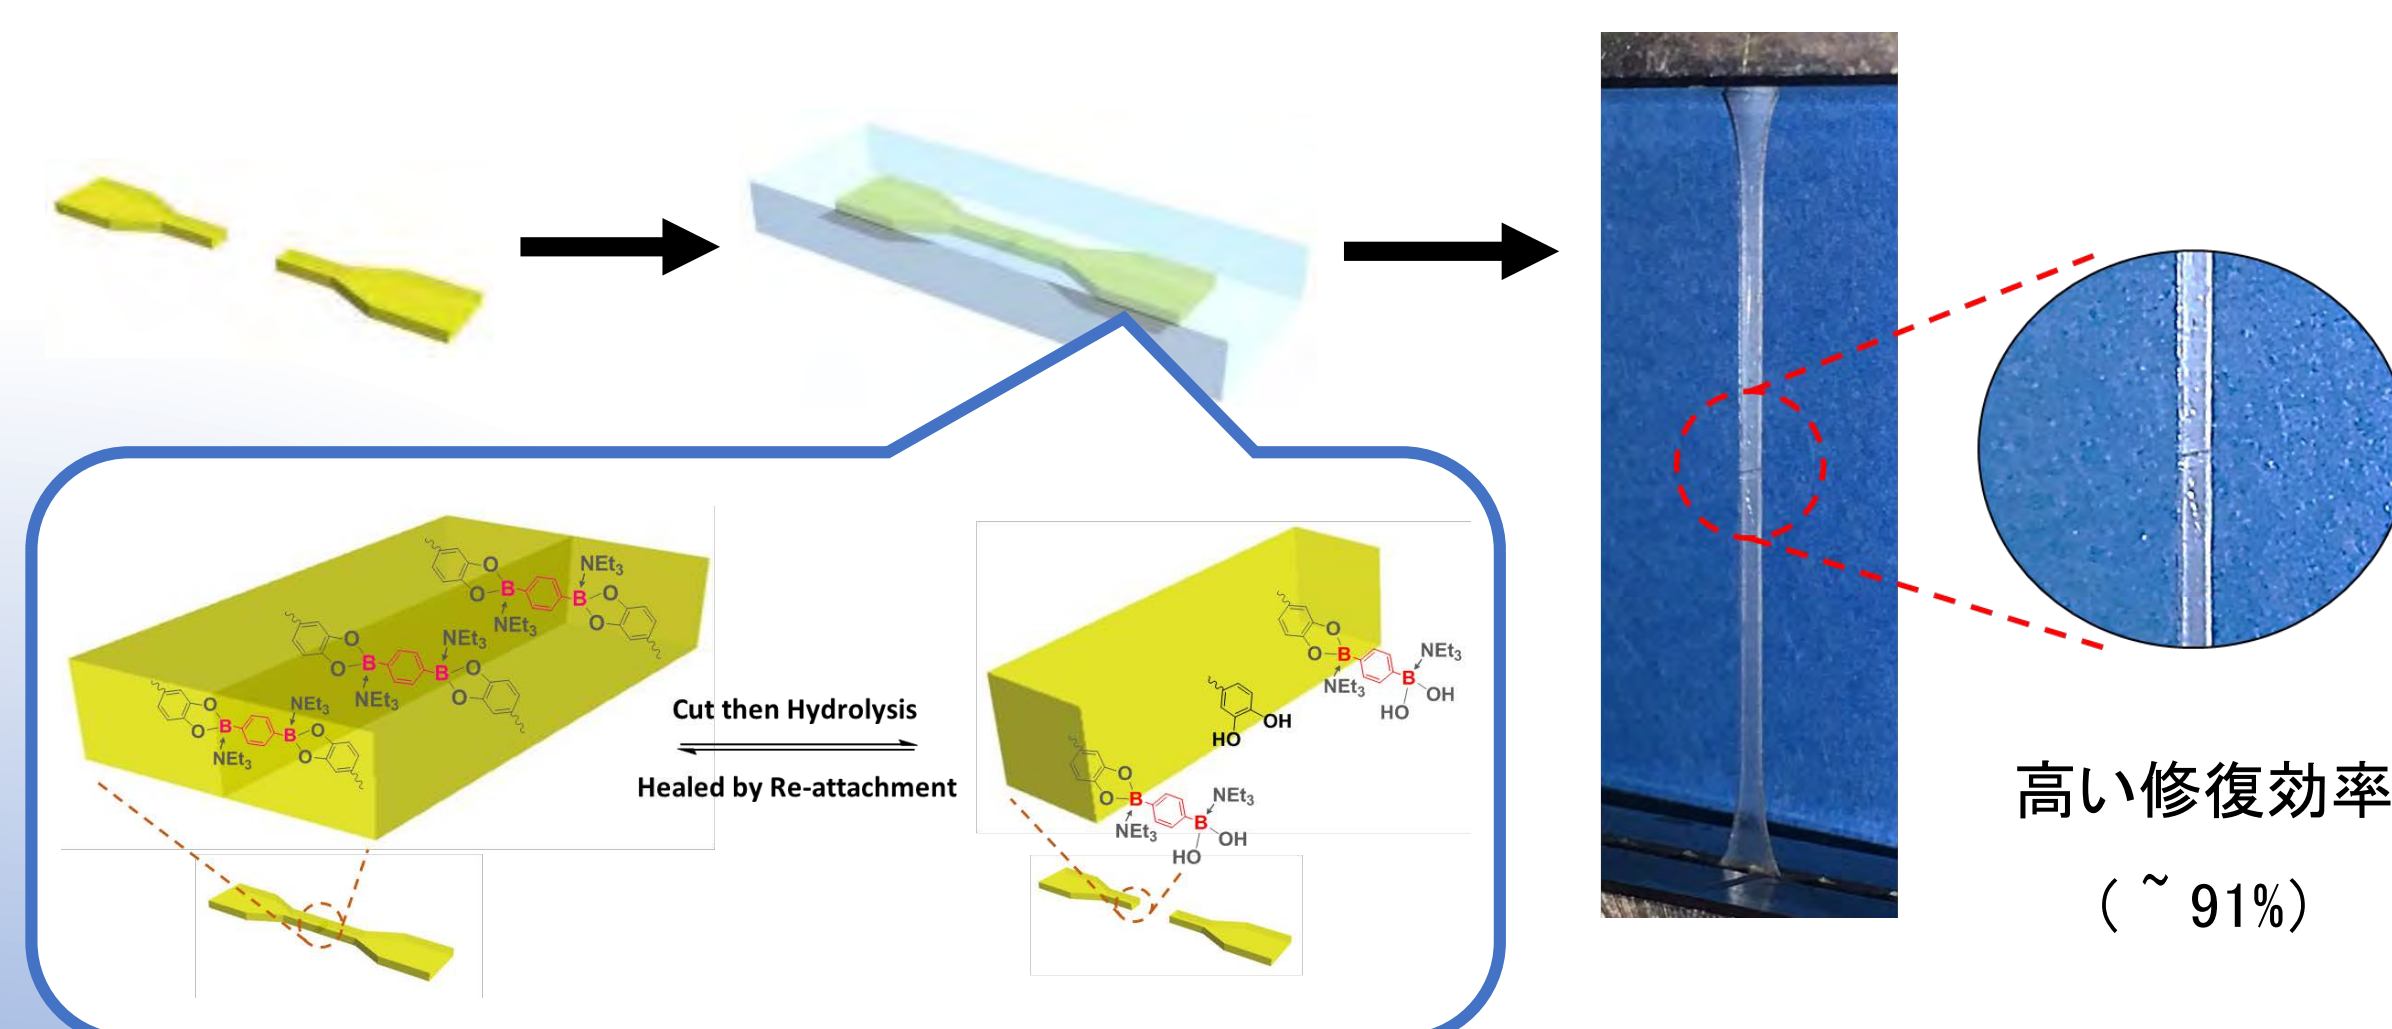 NEt₃
O
O
B
B
O
O
NEt₃
NEt₃
O
O
B
B
O
O
NEt₃
NEt₃
O
O
B
B
O
O
NEt₃
Cut then Hydrolysis
Healed by Re-attachment
O
O
B
NEt₃
NEt₃
B
OH
HO
OH
HO
O
O
B
NEt₃
NEt₃
B
OH
HO
高い修復効率
( ~ 91%)